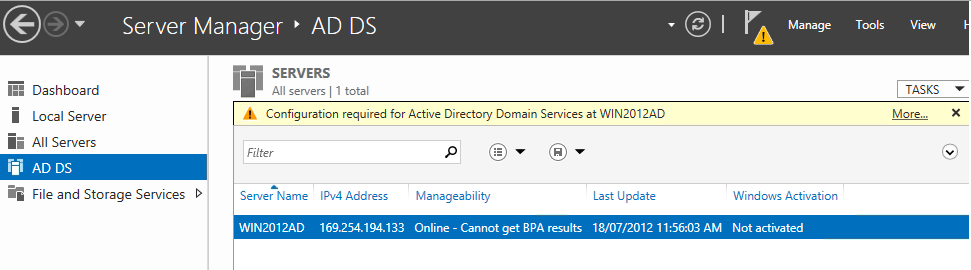 Server Manager • AD DS
Manage Tools View H
Dashboard
Local Server
All Servers
AD DS
File and Storage Services
SERVERS
All servers | 1 total
TASKS
Configuration required for Active Directory Domain Services at WIN2012AD More...
Filter
Server Name IPv4 Address Manageability Last Update Windows Activation
WIN2012AD 169.254.194.133 Online - Cannot get BPA results 18/07/2012 11:56:03 AM Not activated